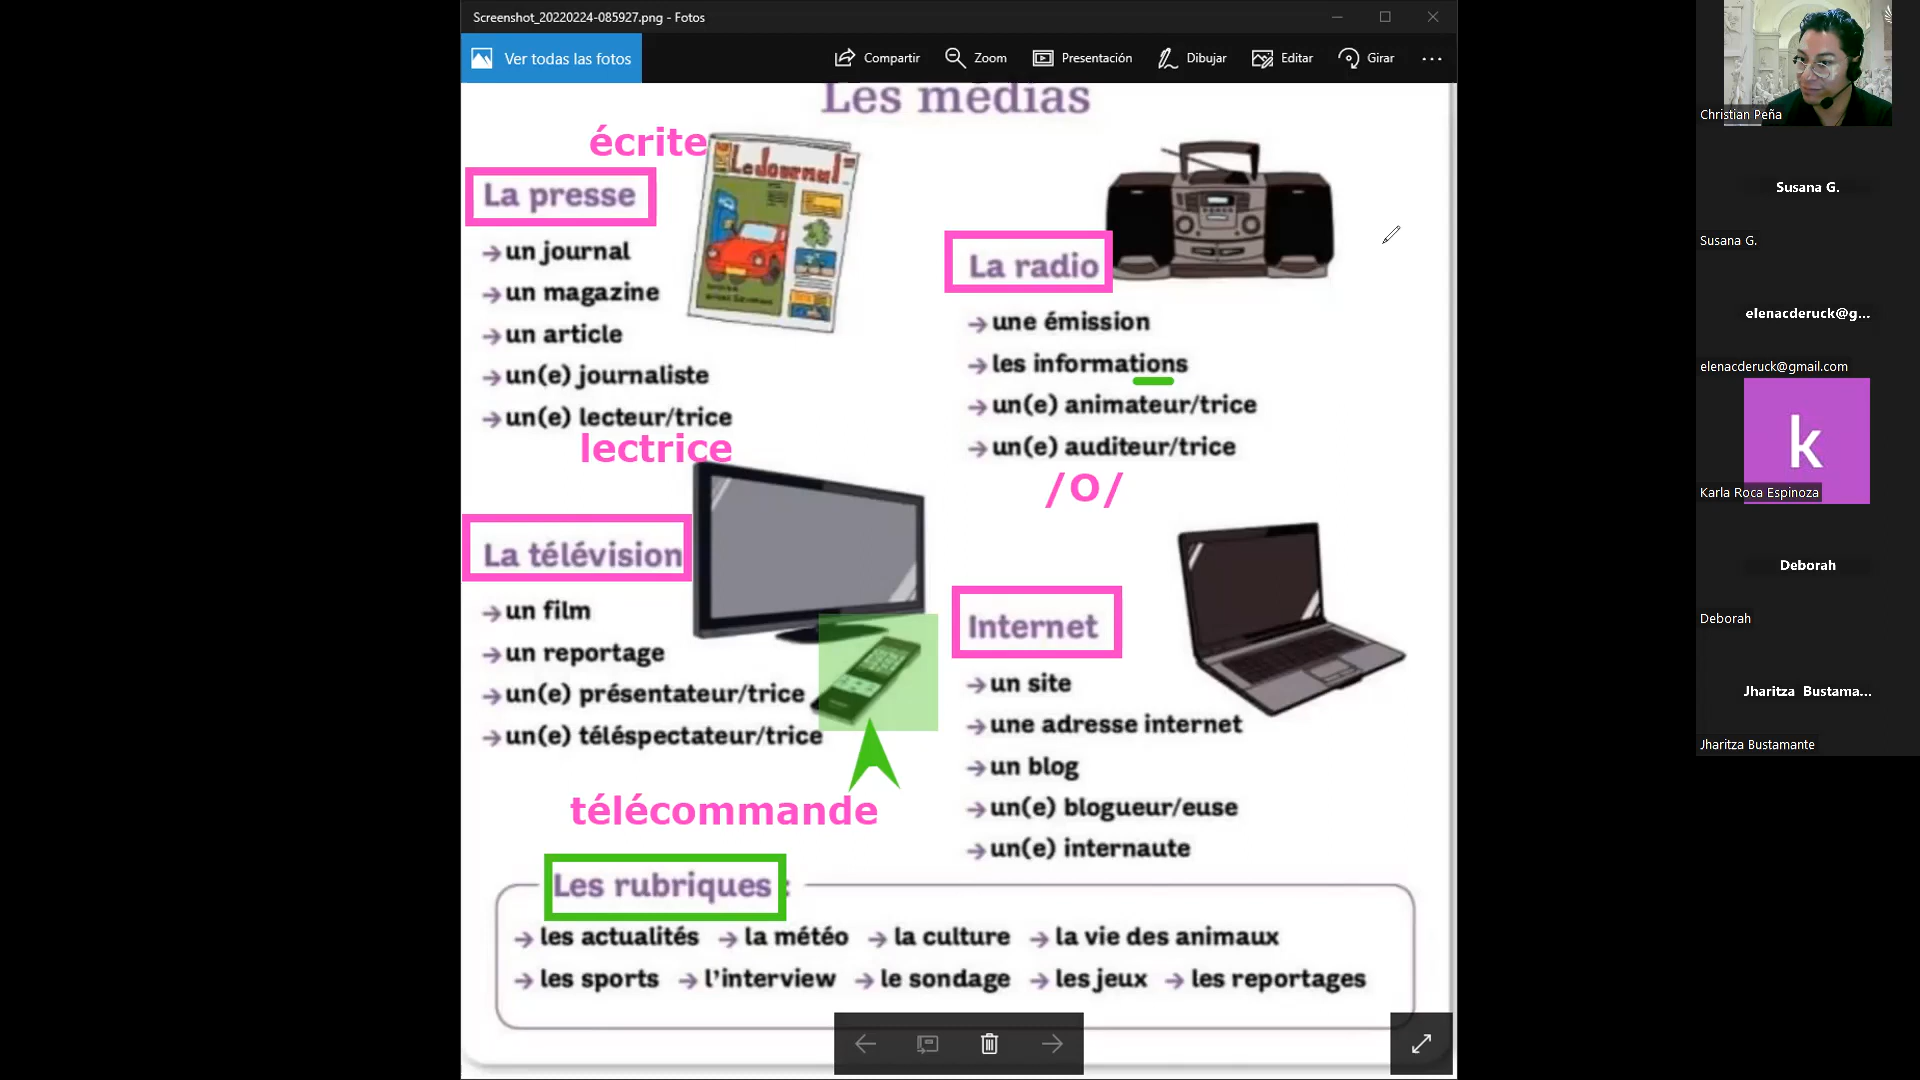 Screenshot_20220224-085927.png - Fotos
Ver todas las fotos
Compartir
Zoom
Presentación
Dibujar
Editar
Girar
Les médias
écrite
La presse
→ un journal
→ un magazine
→ un article
→ un(e) journaliste
→ un(e) lecteur/trice
lectrice
Le Journal
La radio
→ une émission
→ les informations
→ un(e) animateur/trice
→ un(e) auditeur/trice
/O/
La télévision
→ un film
→ un reportage
→ un(e) présentateur/trice
→ un(e) téléspectateur/trice
télécommande
Internet
→ un site
→ une adresse internet
→ un blog
→ un(e) blogueur/euse
→ un(e) internaute
Les rubriques :
→ les actualités → la météo → la culture → la vie des animaux
→ les sports → l'interview → le sondage → les jeux → les reportages
Christian Peña
Susana G.
Susana G.
elenacderuck@g...
elenacderuck@gmail.com
k
Karla Roca Espinoza
Deborah
Deborah
Jharitza Bustama...
Jharitza Bustamante